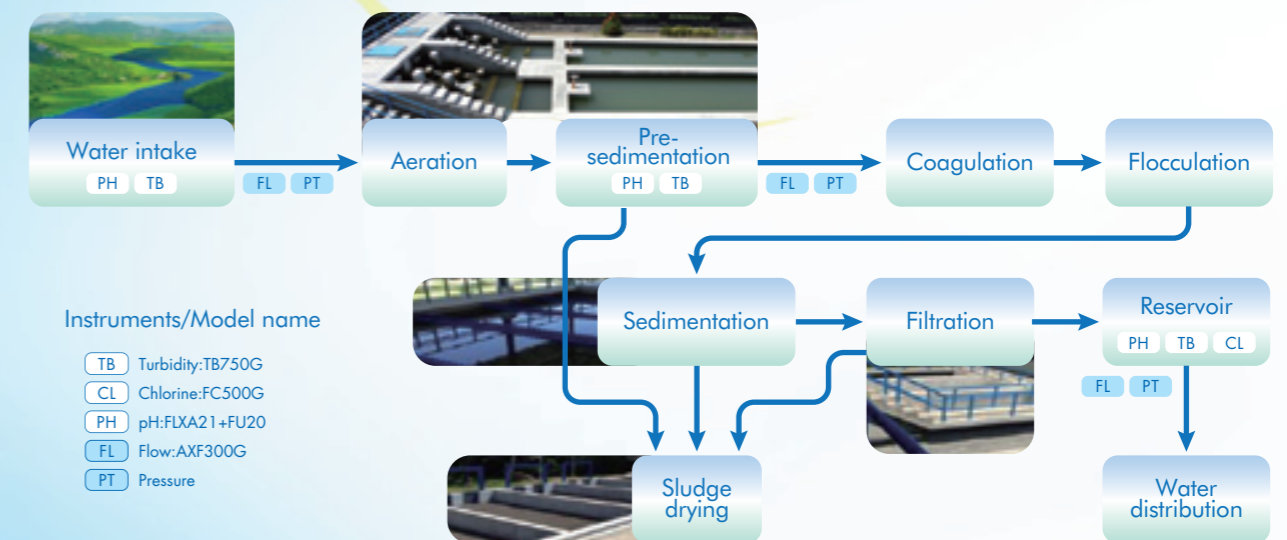 Water intake
PH TB
FL PT
Aeration
Pre-
sedimentation
PH TB
FL PT
Coagulation
Flocculation
Sedimentation
Filtration
Reservoir
PH TB CL
FL PT
Instruments/Model name
TB Turbidity:TB750G
CL Chlorine:FC500G
PH pH:FLXA21+FU20
FL Flow:AXF300G
PT Pressure
Sludge
drying
Water
distribution